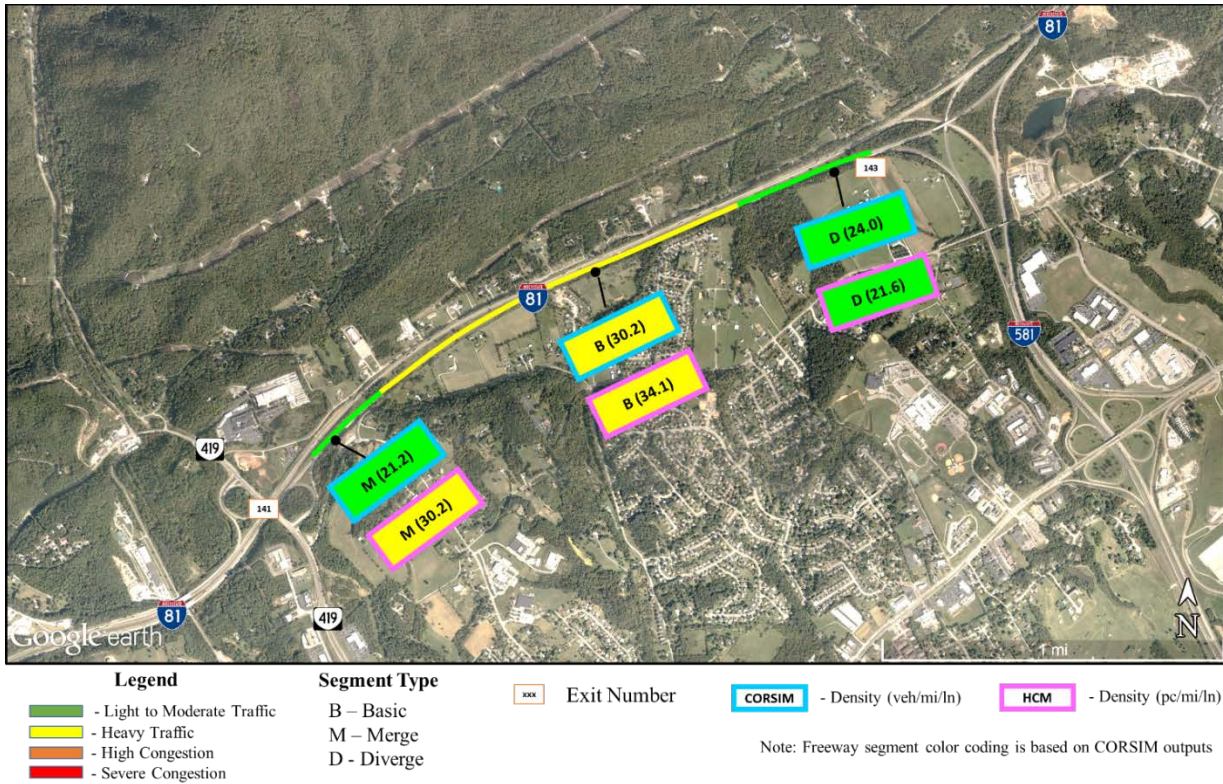 INTERSTATE
81
143
D (24.0)
D (21.6)
INTERSTATE
81
B (30.2)
B (34.1)
581
419
M (21.2)
M (30.2)
141
81
419
Google earth
N
1 mi
Legend
- Light to Moderate Traffic
- Heavy Traffic
- High Congestion
- Severe Congestion
Segment Type
B – Basic
M – Merge
D - Diverge
xxx Exit Number
CORSIM - Density (veh/mi/ln)
HCM - Density (pc/mi/ln)
Note: Freeway segment color coding is based on CORSIM outputs